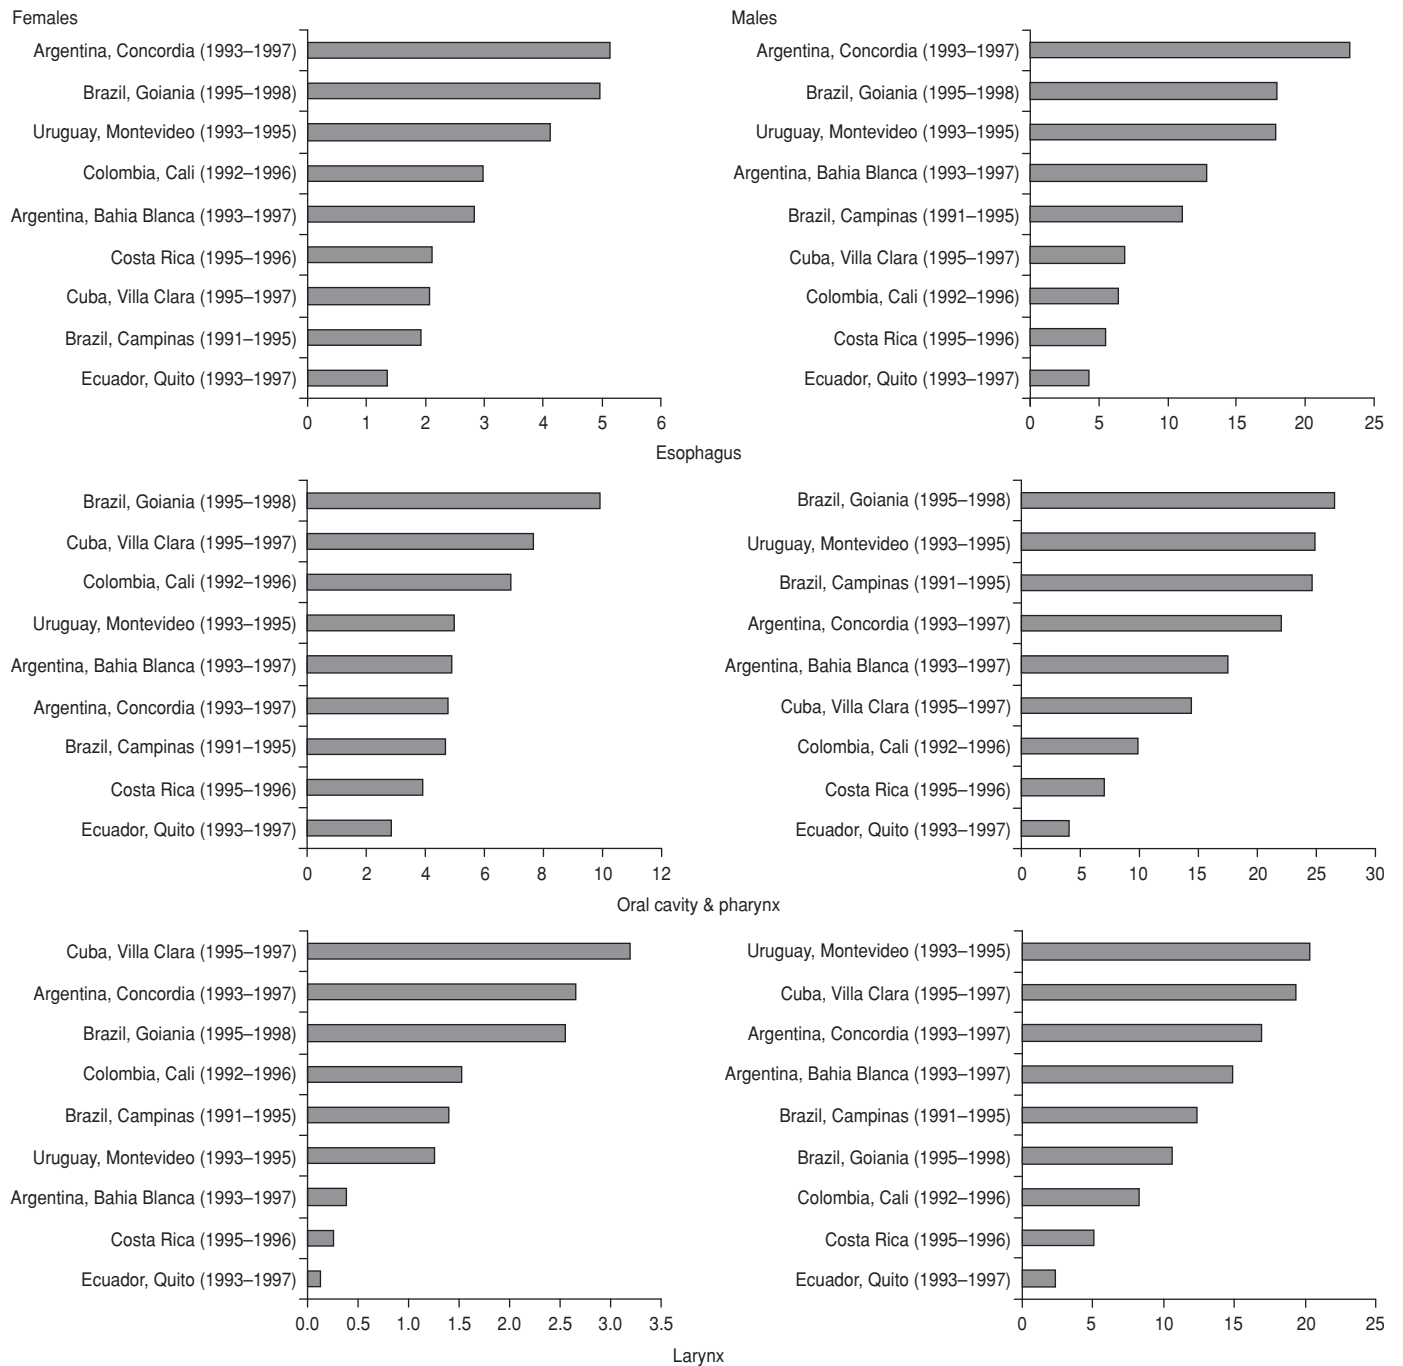 Females
Argentina, Concordia (1993–1997)
Brazil, Goiania (1995–1998)
Uruguay, Montevideo (1993–1995)
Colombia, Cali (1992–1996)
Argentina, Bahia Blanca (1993–1997)
Costa Rica (1995–1996)
Cuba, Villa Clara (1995–1997)
Brazil, Campinas (1991–1995)
Ecuador, Quito (1993–1997)
0 1 2 3 4 5 6
Males
Argentina, Concordia (1993–1997)
Brazil, Goiania (1995–1998)
Uruguay, Montevideo (1993–1995)
Argentina, Bahia Blanca (1993–1997)
Brazil, Campinas (1991–1995)
Cuba, Villa Clara (1995–1997)
Colombia, Cali (1992–1996)
Costa Rica (1995–1996)
Ecuador, Quito (1993–1997)
0 5 10 15 20 25
Esophagus
Brazil, Goiania (1995–1998)
Cuba, Villa Clara (1995–1997)
Colombia, Cali (1992–1996)
Uruguay, Montevideo (1993–1995)
Argentina, Bahia Blanca (1993–1997)
Argentina, Concordia (1993–1997)
Brazil, Campinas (1991–1995)
Costa Rica (1995–1996)
Ecuador, Quito (1993–1997)
0 2 4 6 8 10 12
Brazil, Goiania (1995–1998)
Uruguay, Montevideo (1993–1995)
Brazil, Campinas (1991–1995)
Argentina, Concordia (1993–1997)
Argentina, Bahia Blanca (1993–1997)
Cuba, Villa Clara (1995–1997)
Colombia, Cali (1992–1996)
Costa Rica (1995–1996)
Ecuador, Quito (1993–1997)
0 5 10 15 20 25 30
Oral cavity & pharynx
Cuba, Villa Clara (1995–1997)
Argentina, Concordia (1993–1997)
Brazil, Goiania (1995–1998)
Colombia, Cali (1992–1996)
Brazil, Campinas (1991–1995)
Uruguay, Montevideo (1993–1995)
Argentina, Bahia Blanca (1993–1997)
Costa Rica (1995–1996)
Ecuador, Quito (1993–1997)
0.0 0.5 1.0 1.5 2.0 2.5 3.0 3.5
Uruguay, Montevideo (1993–1995)
Cuba, Villa Clara (1995–1997)
Argentina, Concordia (1993–1997)
Argentina, Bahia Blanca (1993–1997)
Brazil, Campinas (1991–1995)
Brazil, Goiania (1995–1998)
Colombia, Cali (1992–1996)
Costa Rica (1995–1996)
Ecuador, Quito (1993–1997)
0 5 10 15 20 25
Larynx